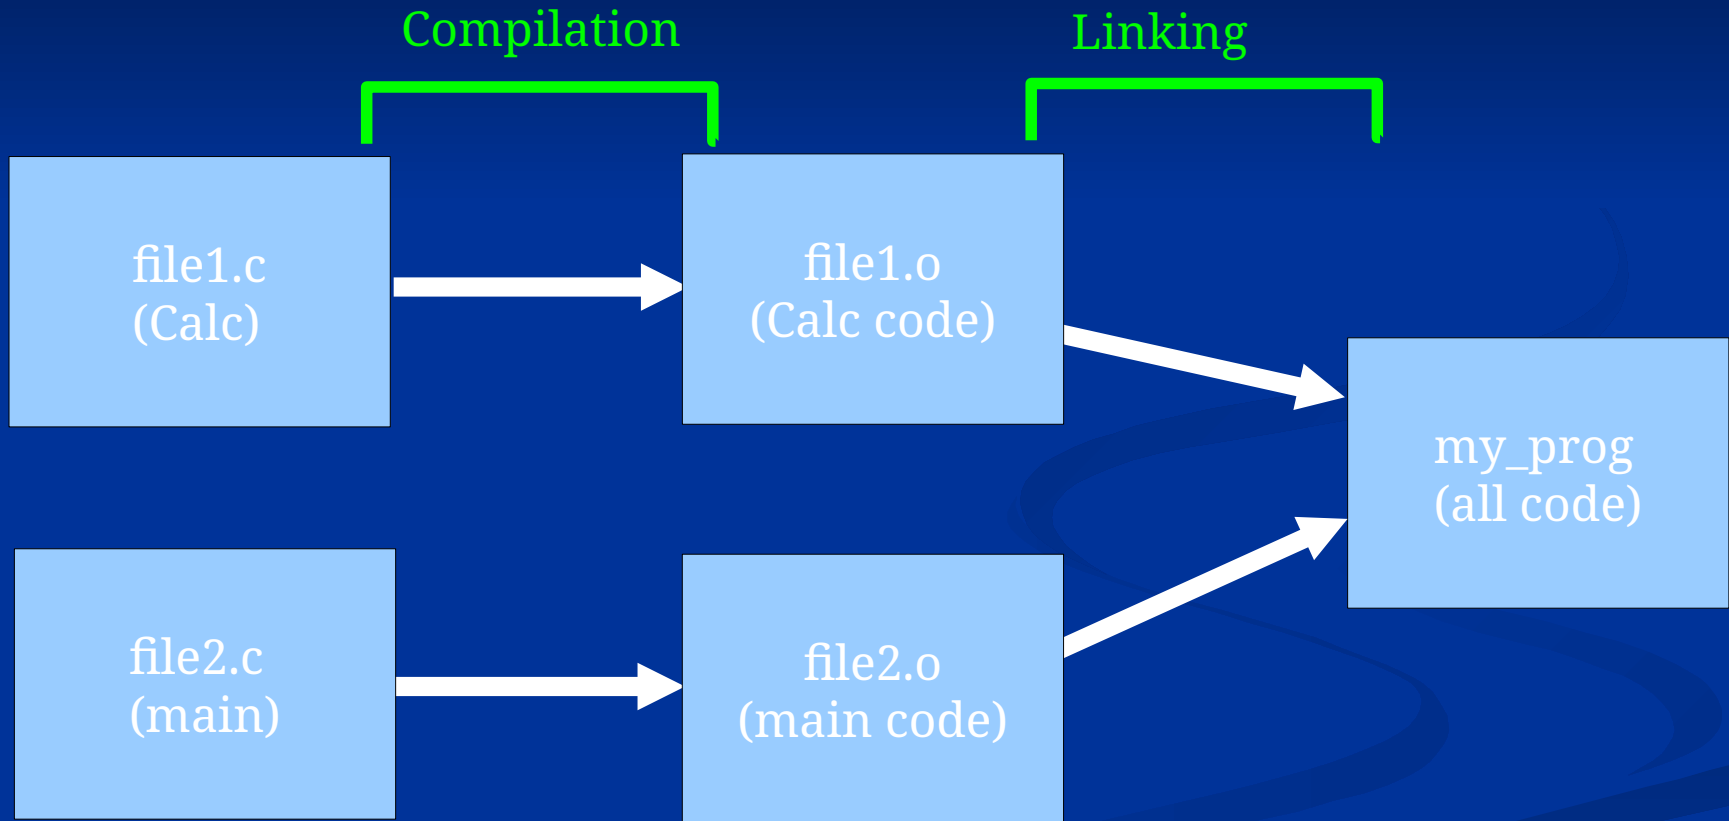 Compilation
Linking
file1.c
(Calc)
file1.o
(Calc code)
my_prog
(all code)
file2.c
(main)
file2.o
(main code)